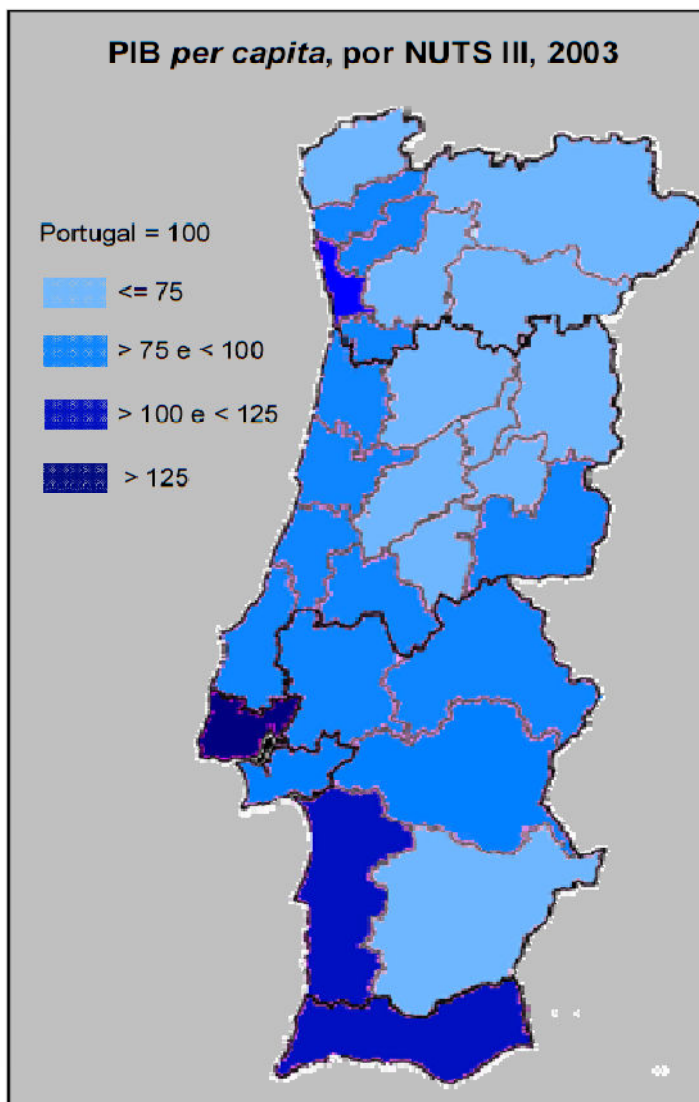 PIB per capita, por NUTS III, 2003
Portugal = 100
<= 75
> 75 e < 100
> 100 e < 125
> 125